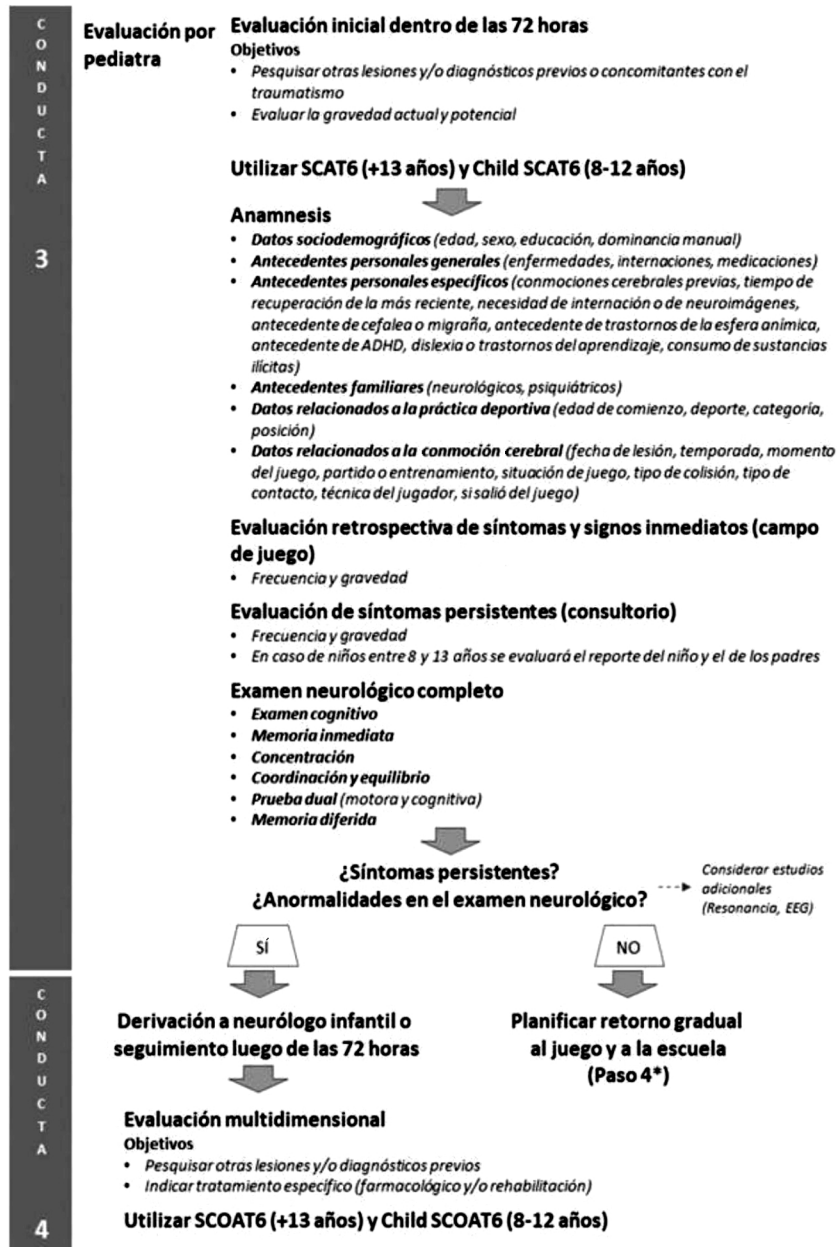 CONDUCTA
3
Evaluación por
pediatra
Evaluación inicial dentro de las 72 horas
Objetivos
• Pesquisar otras lesiones y/o diagnósticos previos o concomitantes con el
traumatismo
• Evaluar la gravedad actual y potencial
Utilizar SCAT6 (+13 años) y Child SCAT6 (8-12 años)
Anamnesis
• Datos sociodemográficos (edad, sexo, educación, dominancia manual)
• Antecedentes personales generales (enfermedades, internaciones, medicaciones)
• Antecedentes personales específicos (conmociones cerebrales previas, tiempo de
recuperación de la más reciente, necesidad de internación o de neuroimágenes,
antecedente de cefalea o migraña, antecedente de trastornos de la esfera anímica,
antecedente de ADHD, dislexia o trastornos del aprendizaje, consumo de sustancias
ilícitas)
• Antecedentes familiares (neurológicos, psiquiátricos)
• Datos relacionados a la práctica deportiva (edad de comienzo, deporte, categoría,
posición)
• Datos relacionados a la conmoción cerebral (fecha de lesión, temporada, momento
del juego, partido o entrenamiento, situación de juego, tipo de colisión, tipo de
contacto, técnica del jugador, si salió del juego)
Evaluación retrospectiva de síntomas y signos inmediatos (campo
de juego)
• Frecuencia y gravedad
Evaluación de síntomas persistentes (consultorio)
• Frecuencia y gravedad
• En caso de niños entre 8 y 13 años se evaluará el reporte del niño y el de los padres
Examen neurológico completo
• Examen cognitivo
• Memoria inmediata
• Concentración
• Coordinación y equilibrio
• Prueba dual (motora y cognitiva)
• Memoria diferida
¿Síntomas persistentes?
¿Anormalidades en el examen neurológico?
Considerar estudios
adicionales
(Resonancia, EEG)
SÍ
NO
CONDUCTA
4
Derivación a neurólogo infantil o
seguimiento luego de las 72 horas
Planificar retorno gradual
al juego y a la escuela
(Paso 4*)
Evaluación multidimensional
Objetivos
• Pesquisar otras lesiones y/o diagnósticos previos
• Indicar tratamiento específico (farmacológico y/o rehabilitación)
Utilizar SCOAT6 (+13 años) y Child SCOAT6 (8-12 años)